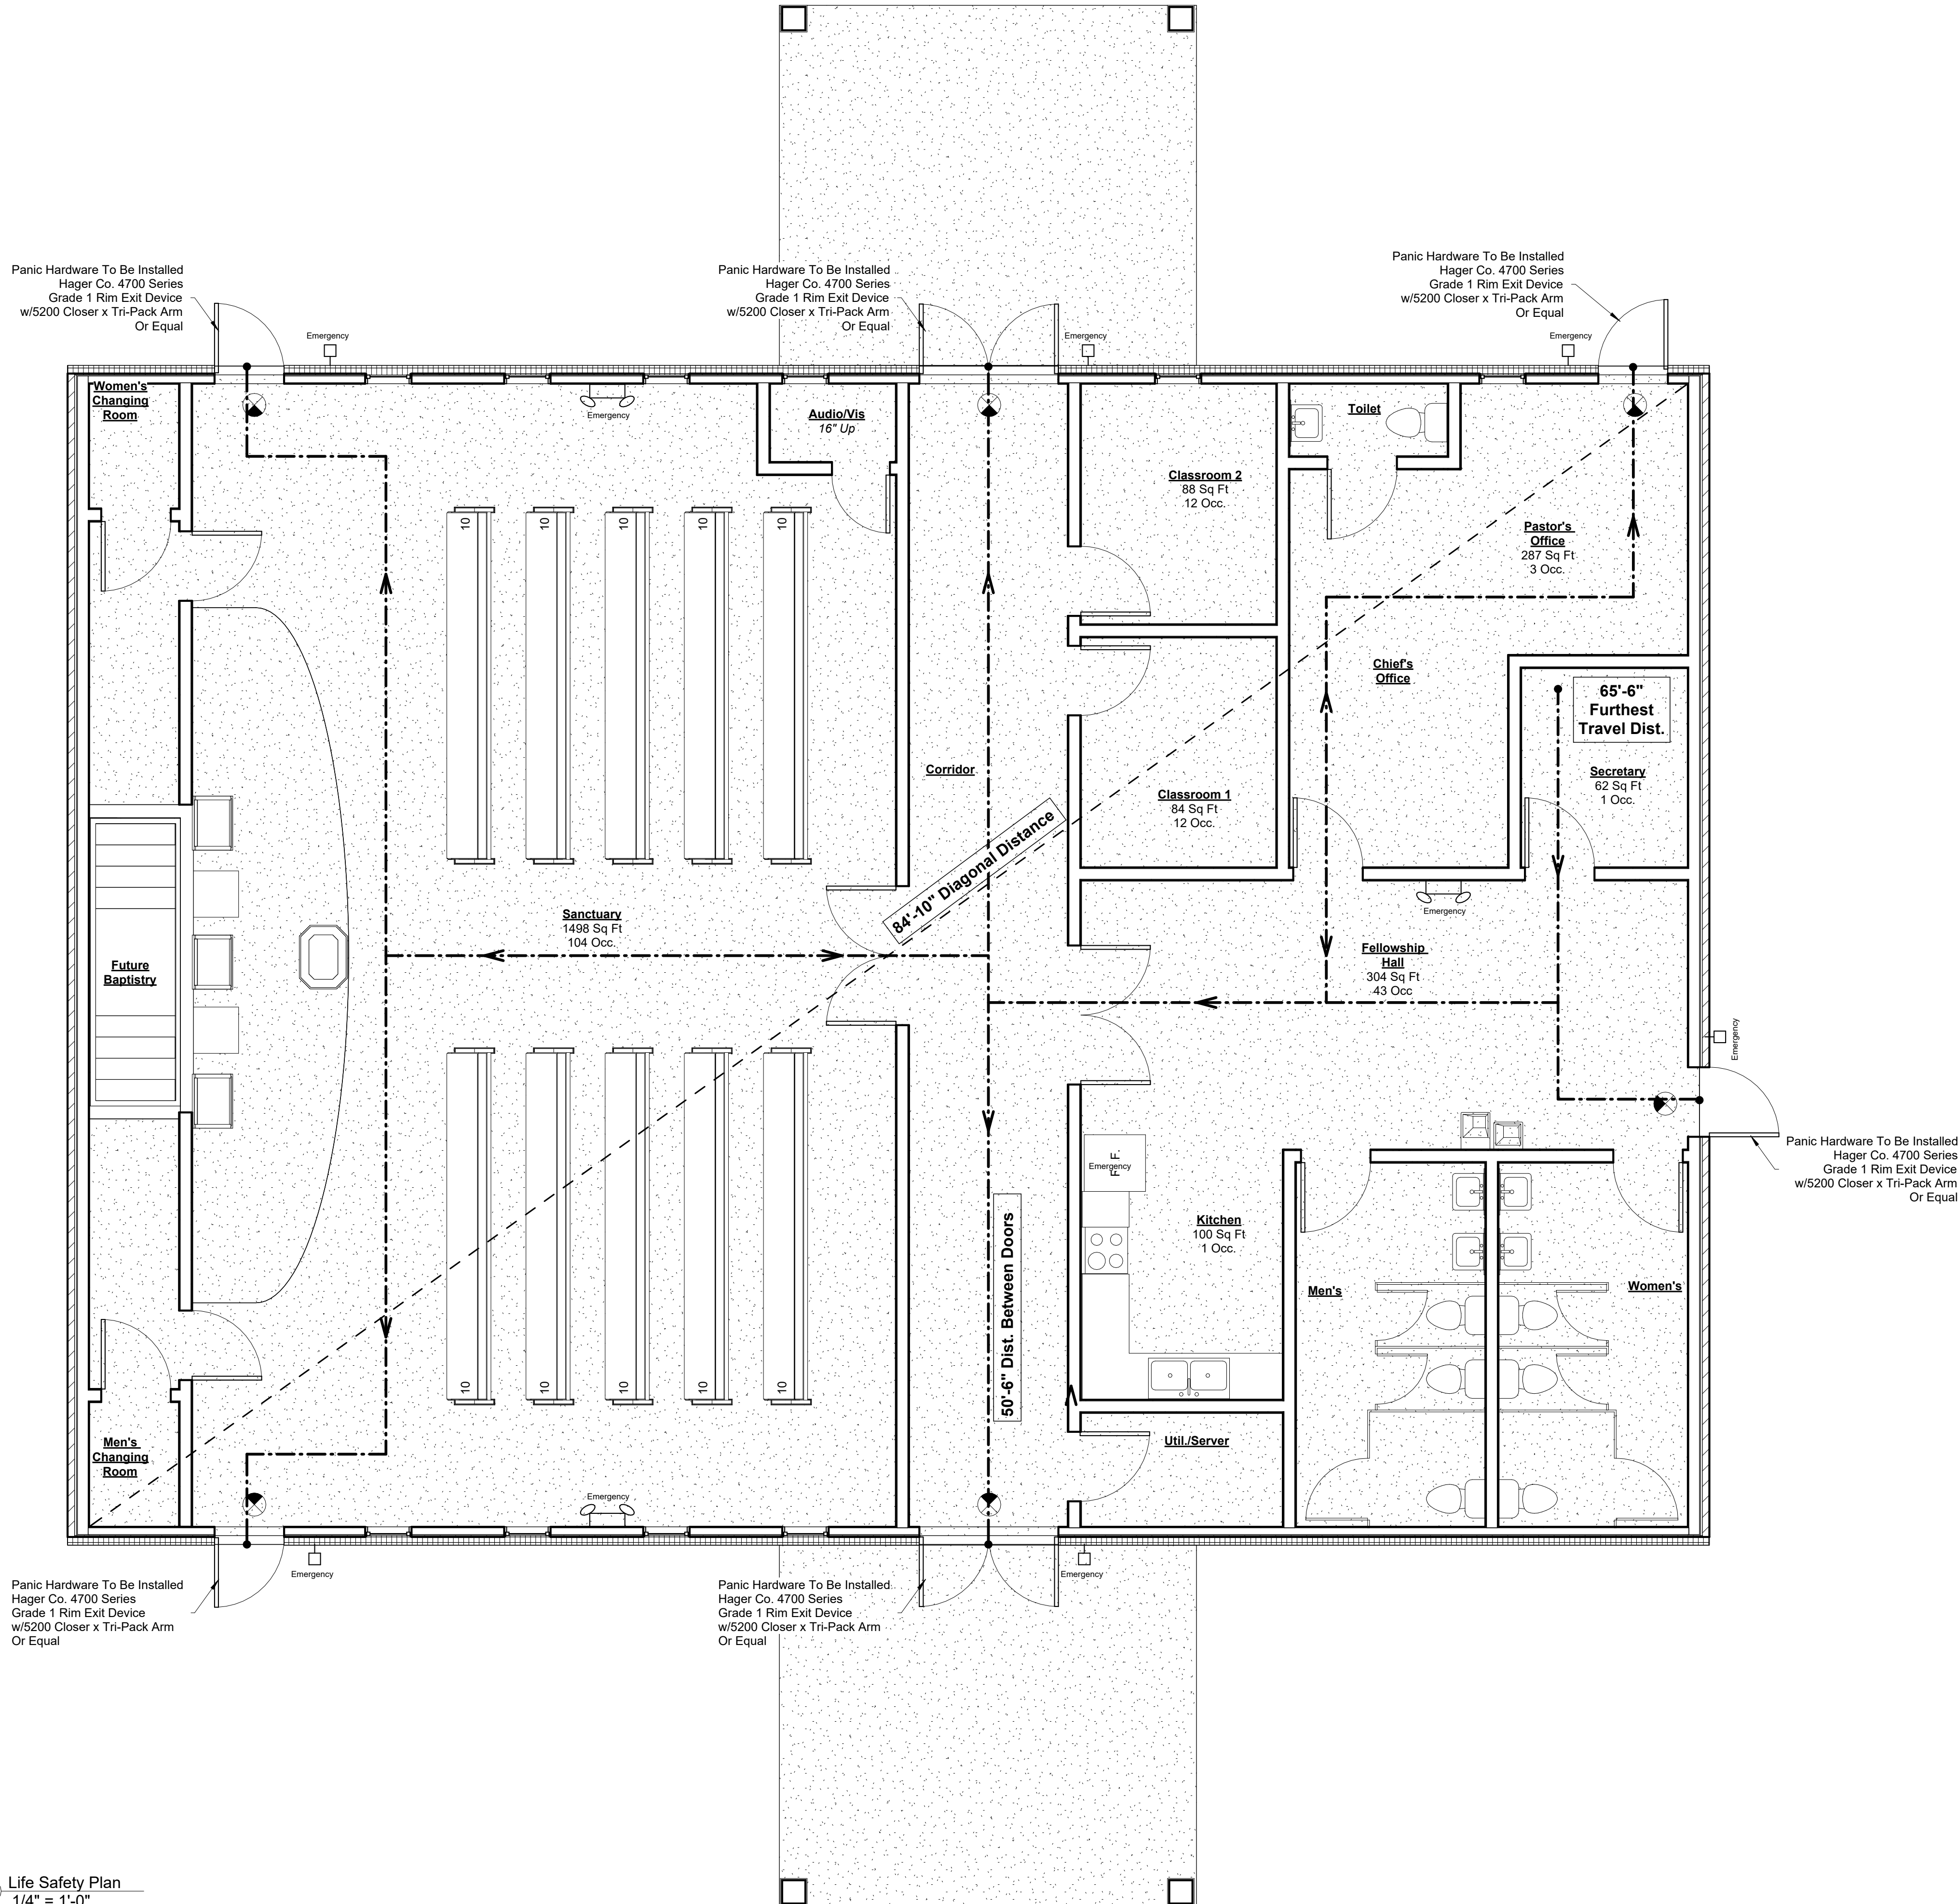 Panic Hardware To Be Installed
Hager Co. 4700 Series
Grade 1 Rim Exit Device
w/5200 Closer x Tri-Pack Arm
Or Equal
Panic Hardware To Be Installed
Hager Co. 4700 Series
Grade 1 Rim Exit Device
w/5200 Closer x Tri-Pack Arm
Or Equal
Panic Hardware To Be Installed
Hager Co. 4700 Series
Grade 1 Rim Exit Device
w/5200 Closer x Tri-Pack Arm
Or Equal
Emergency
Emergency
Emergency
Women's
Changing
Room
Emergency
Audio/Vis
16" Up
Toilet
Classroom 2
88 Sq Ft
12 Occ.
Pastor's
Office
287 Sq Ft
3 Occ.
10
10
10
10
10
Chief's
Office
65'-6"
Furthest
Travel Dist.
Corridor
Secretary
62 Sq Ft
1 Occ.
Classroom 1
84 Sq Ft
12 Occ.
84'-10" Diagonal Distance
Sanctuary
1498 Sq Ft
104 Occ.
Emergency
Fellowship
Hall
304 Sq Ft
43 Occ
Future
Baptistry
Emergency
Panic Hardware To Be Installed
Hager Co. 4700 Series
Grade 1 Rim Exit Device
w/5200 Closer x Tri-Pack Arm
Or Equal
F. F.
Emergency
Kitchen
100 Sq Ft
1 Occ.
50'-6" Dist. Between Doors
Men's
Women's
10
10
10
10
10
Men's
Changing
Room
Util./Server
Emergency
Emergency
Emergency
Panic Hardware To Be Installed
Hager Co. 4700 Series
Grade 1 Rim Exit Device
w/5200 Closer x Tri-Pack Arm
Or Equal
Panic Hardware To Be Installed
Hager Co. 4700 Series
Grade 1 Rim Exit Device
w/5200 Closer x Tri-Pack Arm
Or Equal
Life Safety Plan
1/4" = 1'-0"